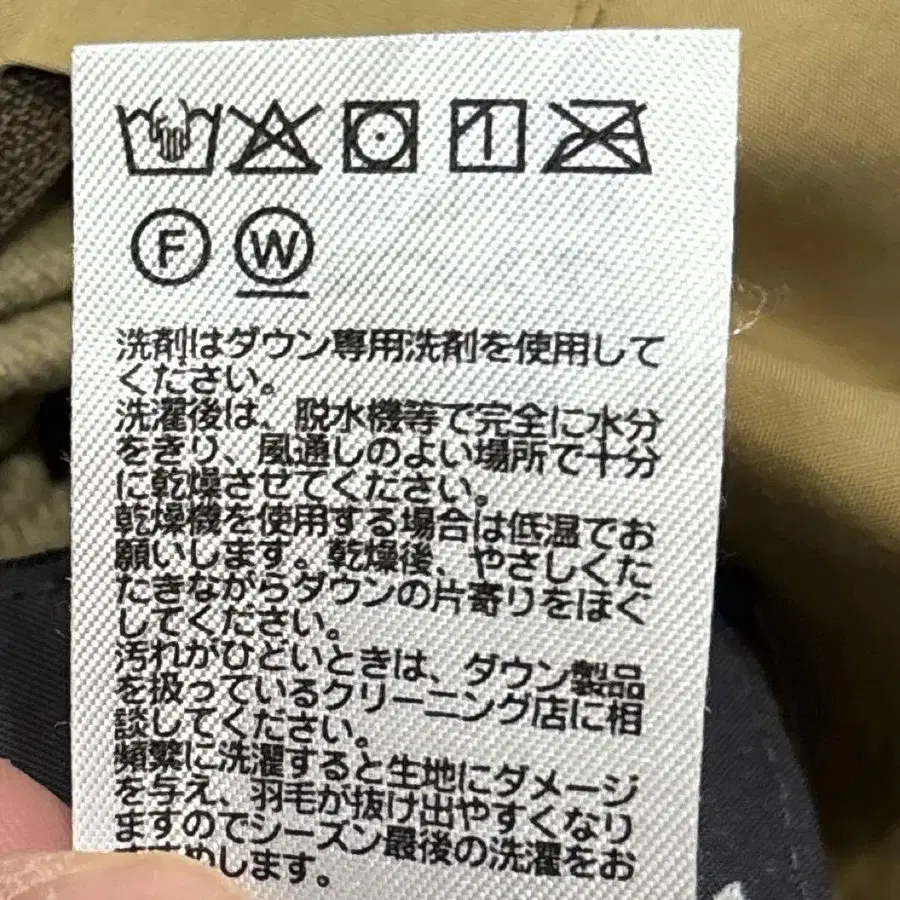 F W
洗剤はダウン専用洗剤を使用して
ください。
洗濯後は、脱水機等で完全に水分
をきり、風通しのよい場所で十分
に乾燥させてください。
乾燥機を使用する場合は低温でお
願いします。乾燥後、やさしくた
たきながらダウンの片寄りをほぐ
してください。
汚れがひどいときは、ダウン製品
を扱っているクリーニング店に相
談してください。
頻繁に洗濯すると生地にダメージ
を与え、羽毛が抜け出やすくなり
ますのでシーズン最後の洗濯をお
すすめします。